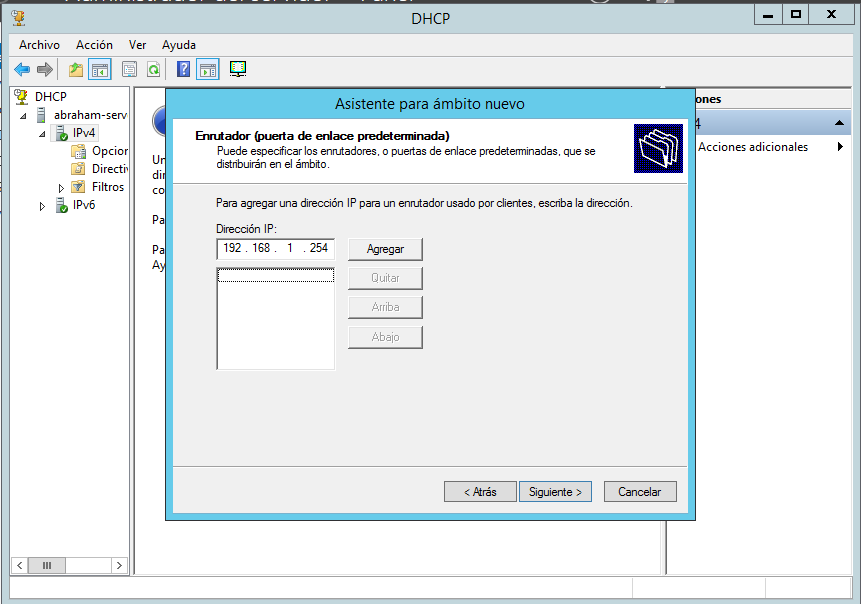 DHCP
Archivo Acción Ver Ayuda
DHCP
abraham-serv
IPv4
Opcion
Directiv
Filtros
IPv6
Un
dir
co
Pa
Pa
Ay
Asistente para ámbito nuevo
Enrutador (puerta de enlace predeterminada)
Puede especificar los enrutadores, o puertas de enlace predeterminadas, que se
distribuirán en el ámbito.
Para agregar una dirección IP para un enrutador usado por clientes, escriba la dirección.
Dirección IP:
192 . 168 . 1 . 254
Agregar
Quitar
Arriba
Abajo
< Atrás
Siguiente >
Cancelar
ones
4
Acciones adicionales